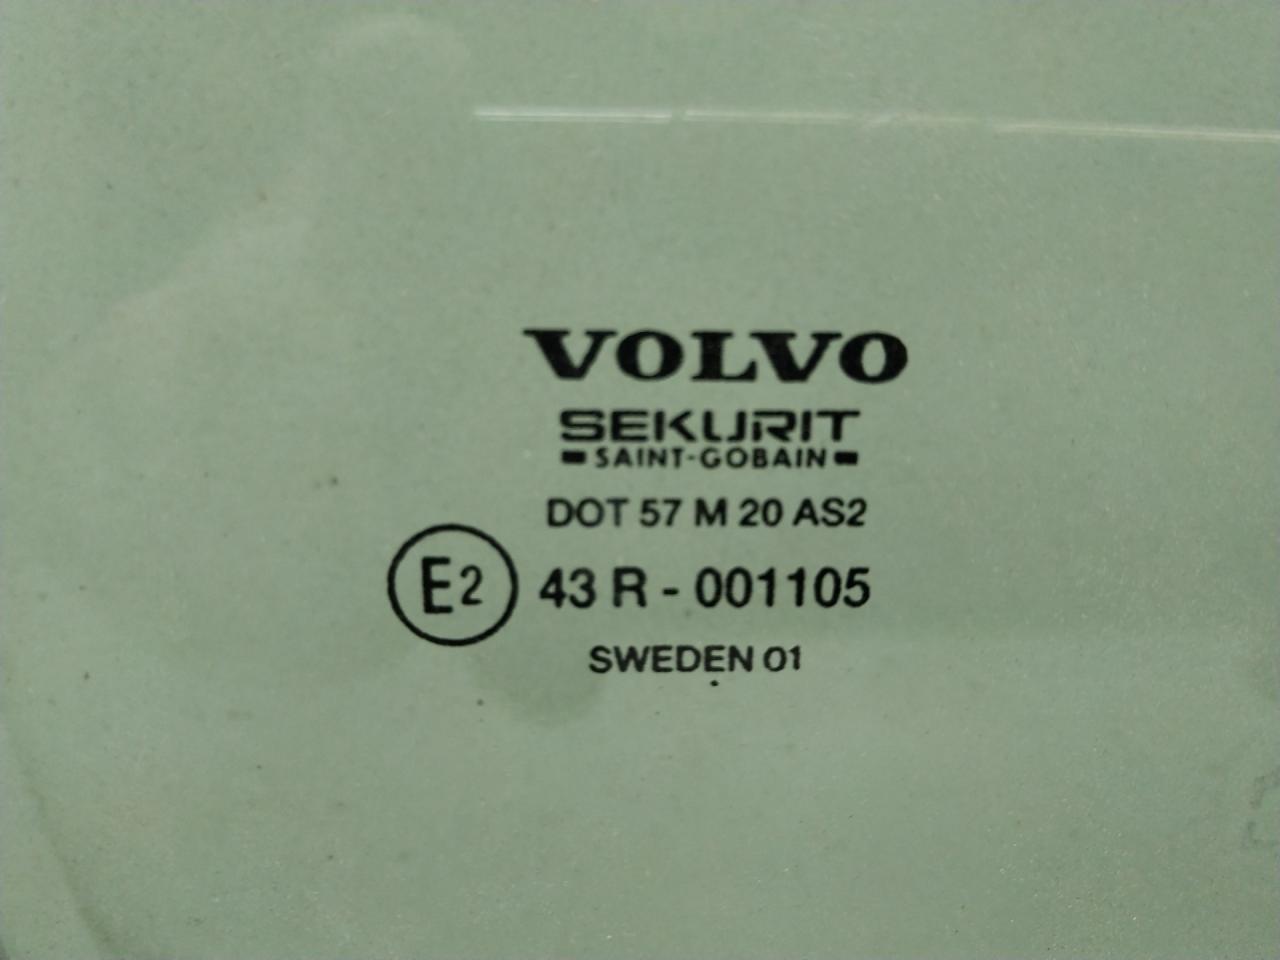 VOLVO
SEKURIT
SAINT-GOBAIN
DOT 57 M 20 AS2
E2 43 R - 001105
SWEDEN 01